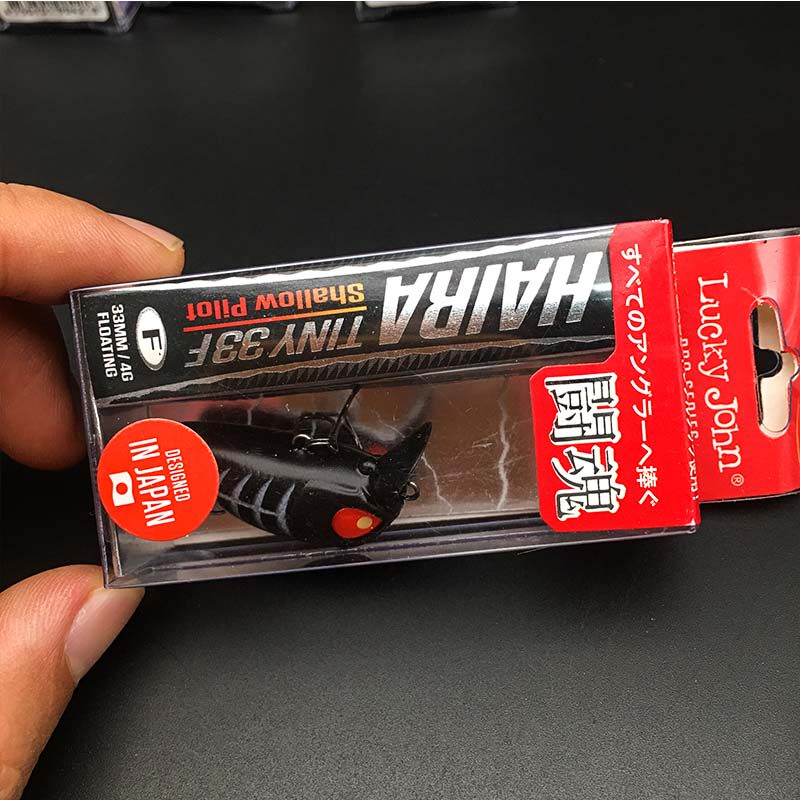 HAIRA
Shallow Pilot
TINY 33F
F
33MM / 4G
FLOATING
DESIGNED
IN JAPAN
すべてのアングラーへ捧ぐ
闘魂
Lucky John®